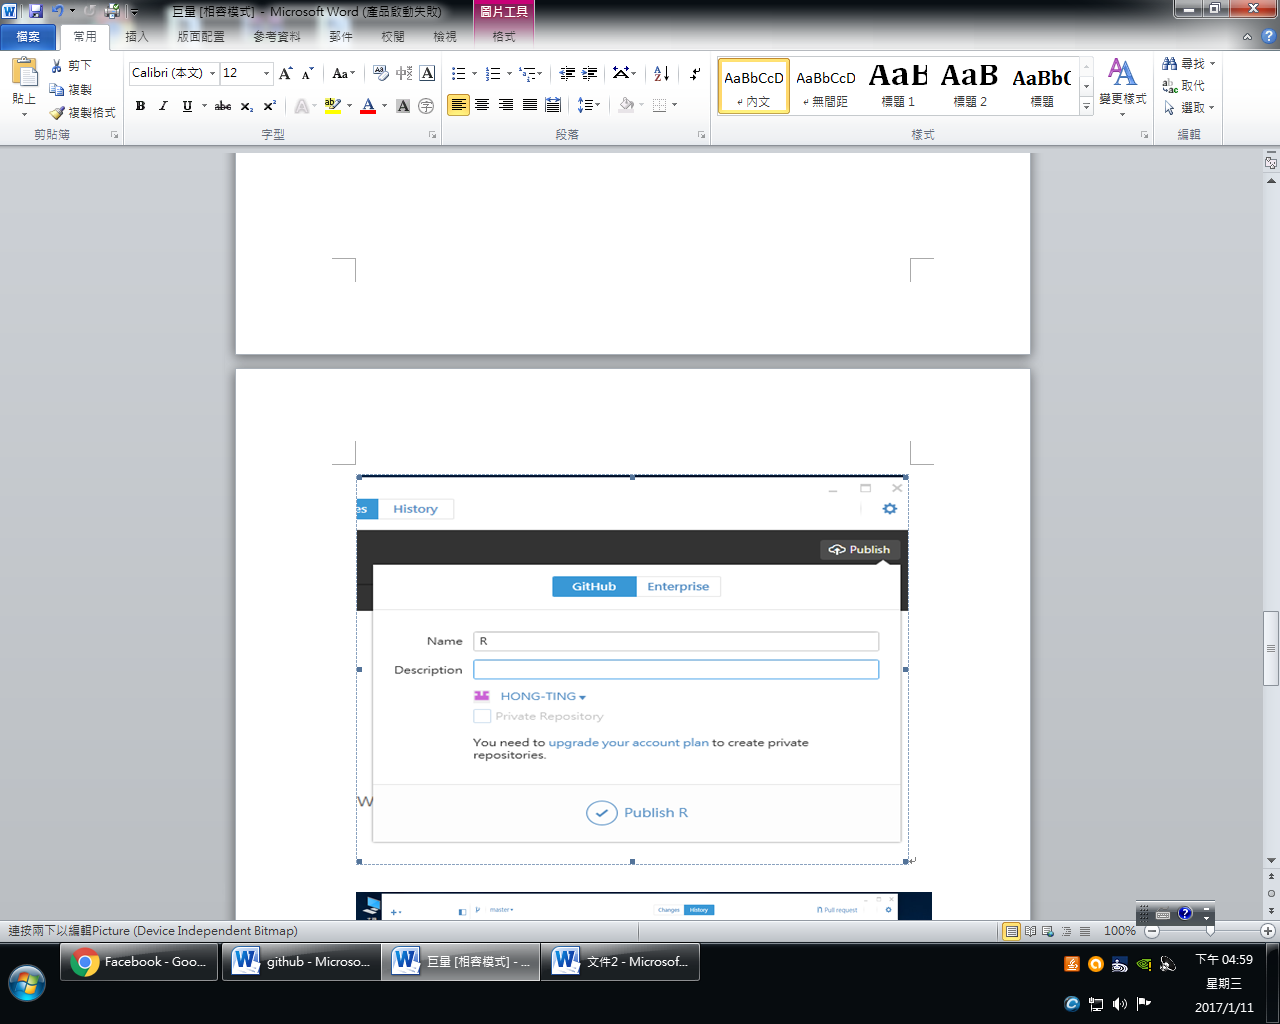 巨量 [相容模式] - Microsoft Word (產品啟動失敗)
圖片工具
檔案
常用
插入
版面配置
參考資料
郵件
校閱
檢視
格式
貼上
剪下
複製
複製格式
剪貼簿
Calibri (本文)
12
字型
段落
AaBbCcD
內文
AaBbCcD
無間距
AaB
標題 1
AaB
標題 2
AaBbC
標題
變更樣式
樣式
尋找
取代
選取
編輯
es
History
Publish
GitHub
Enterprise
Name
R
Description
HONG-TING
Private Repository
You need to upgrade your account plan to create private
repositories.
W
Publish R
master
Changes
History
Pull request
連按兩下以編輯Picture (Device Independent Bitmap)
100%
Facebook - Goo...
github - Microso...
巨量 [相容模式] - ...
文件2 - Microsof...
下午 04:59
星期三
2017/1/11